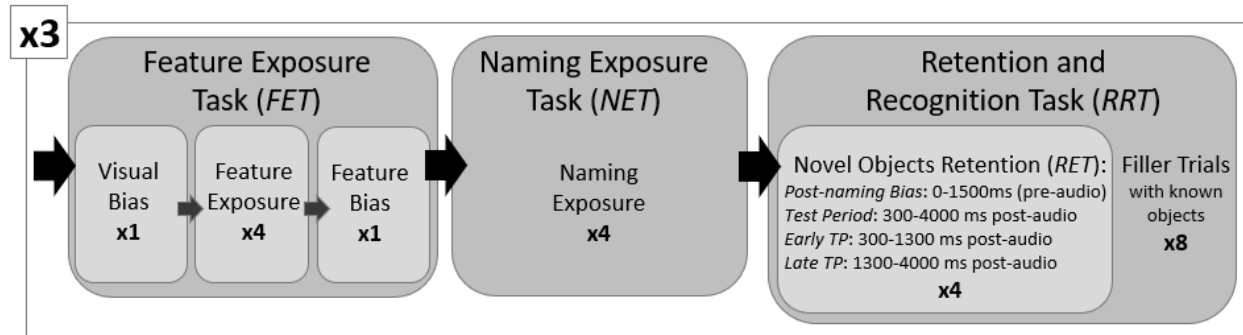 x3
Feature Exposure
Task (FET)
Visual
Bias
x1
Feature
Exposure
x4
Feature
Bias
x1
Naming Exposure
Task (NET)
Naming
Exposure
x4
Retention and
Recognition Task (RRT)
Novel Objects Retention (RET):
Post-naming Bias: 0-1500ms (pre-audio)
Test Period: 300-4000 ms post-audio
Early TP: 300-1300 ms post-audio
Late TP: 1300-4000 ms post-audio
x4
Filler Trials
with known
objects
x8